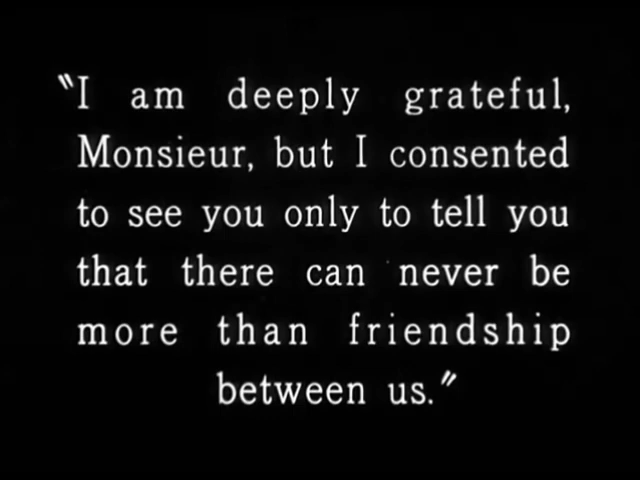 "I am deeply grateful,
Monsieur, but I consented
to see you only to tell you
that there can never be
more than friendship
between us."